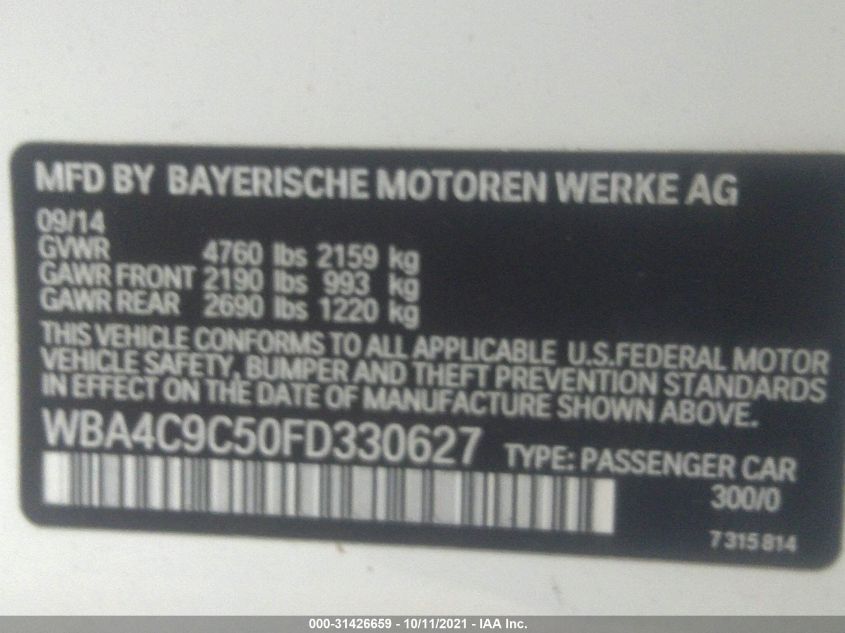 MFD BY BAYERISCHE MOTOREN WERKE AG
09/14
GVWR 4760 lbs 2159 kg
GAWR FRONT 2190 lbs 993 kg
GAWR REAR 2690 lbs 1220 kg
THIS VEHICLE CONFORMS TO ALL APPLICABLE U.S.FEDERAL MOTOR
VEHICLE SAFETY, BUMPER AND THEFT PREVENTION STANDARDS
IN EFFECT ON THE DATE OF MANUFACTURE SHOWN ABOVE.
WBA4C9C50FD330627 TYPE: PASSENGER CAR
300/0
7315814
000-31426659 - 10/11/2021 - IAA Inc.